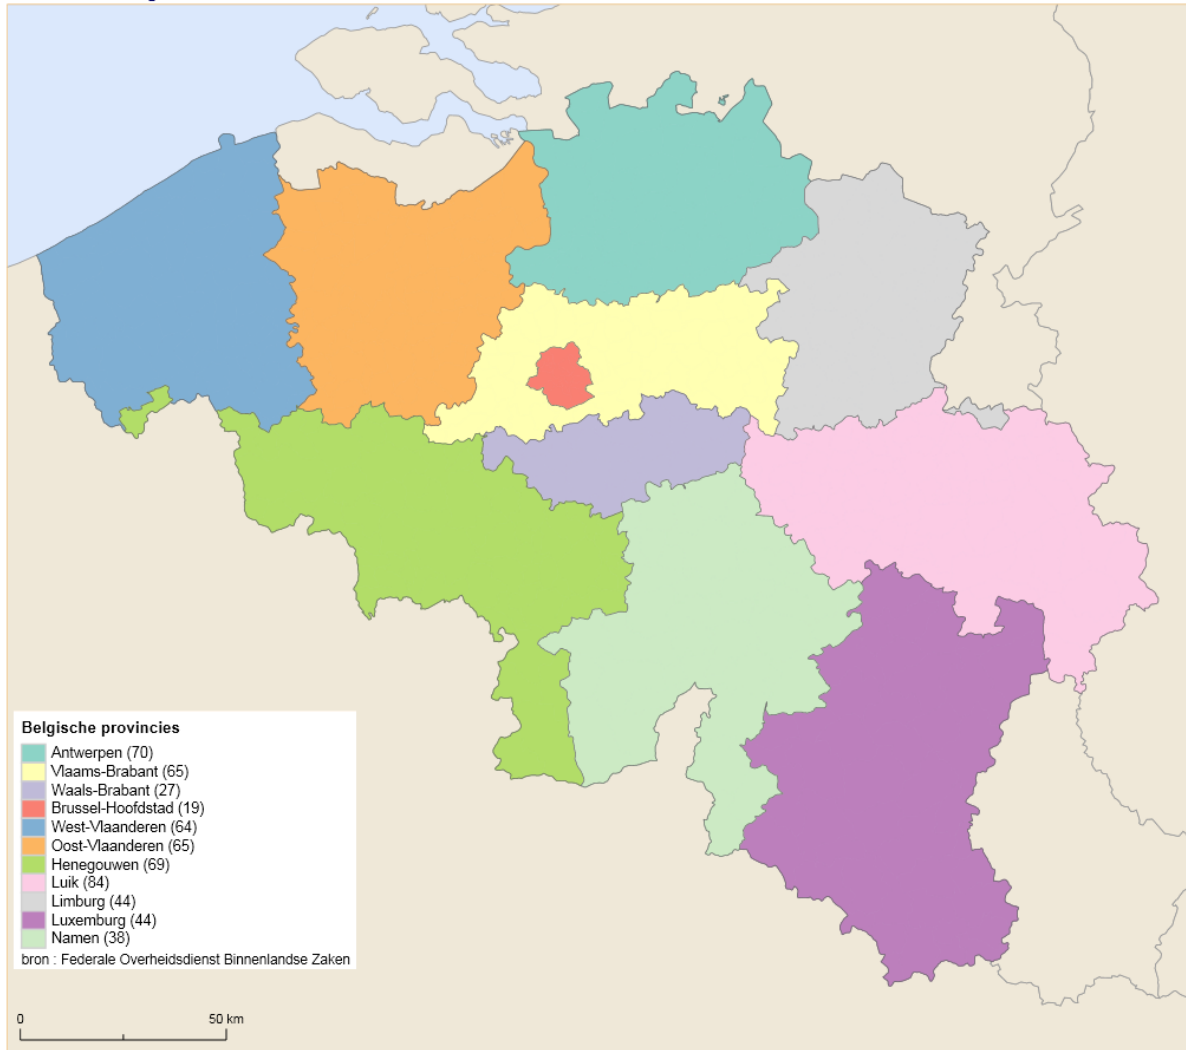 Belgische provincies
Antwerpen (70)
Vlaams-Brabant (65)
Waals-Brabant (27)
Brussel-Hoofdstad (19)
West-Vlaanderen (64)
Oost-Vlaanderen (65)
Henegouwen (69)
Luik (84)
Limburg (44)
Luxemburg (44)
Namen (38)
bron : Federale Overheidsdienst Binnenlandse Zaken
0 50 km